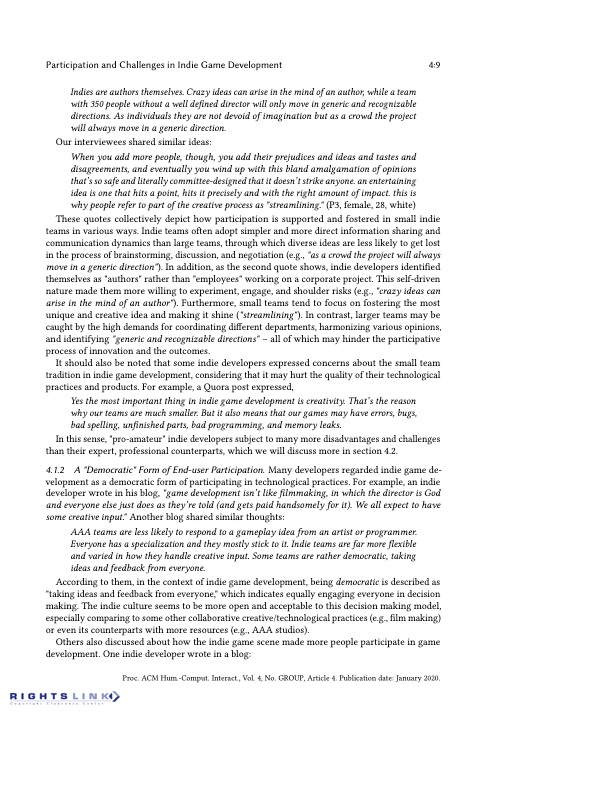 Participation and Challenges in Indie Game Development 4:9
Indies are authors themselves. Crazy ideas can arise in the mind of an author, while a team
with 350 people without a well defined director will only move in generic and recognizable
directions. As individuals they are not devoid of imagination but as a crowd the project
will always move in a generic direction.
Our interviewees shared similar ideas:
When you add more people, though, you add their prejudices and ideas and tastes and
disagreements, and eventually you wind up with this bland amalgamation of opinions
that's so safe and literally committee-designed that it doesn't strike anyone. an entertaining
idea is one that hits a point, hits it precisely and with the right amount of impact. this is
why people refer to part of the creative process as "streamlining." (P3, female, 28, white)
These quotes collectively depict how participation is supported and fostered in small indie
teams in various ways. Indie teams often adopt simpler and more direct information sharing and
communication dynamics than large teams, through which diverse ideas are less likely to get lost
in the process of brainstorming, discussion, and negotiation (e.g., "as a crowd the project will always
move in a generic direction"). In addition, as the second quote shows, indie developers identified
themselves as "authors" rather than "employees" working on a corporate project. This self-driven
nature made them more willing to experiment, engage, and shoulder risks (e.g., "crazy ideas can
arise in the mind of an author"). Furthermore, small teams tend to focus on fostering the most
unique and creative idea and making it shine ("streamlining"). In contrast, larger teams may be
caught by the high demands for coordinating different departments, harmonizing various opinions,
and identifying "generic and recognizable directions" – all of which may hinder the participative
process of innovation and the outcomes.
It should also be noted that some indie developers expressed concerns about the small team
tradition in indie game development, considering that it may hurt the quality of their technological
practices and products. For example, a Quora post expressed,
Yes the most important thing in indie game development is creativity. That's the reason
why our teams are much smaller. But it also means that our games may have errors, bugs,
bad spelling, unfinished parts, bad programming, and memory leaks.
In this sense, "pro-amateur" indie developers subject to many more disadvantages and challenges
than their expert, professional counterparts, which we will discuss more in section 4.2.
4.1.2 A "Democratic" Form of End-user Participation. Many developers regarded indie game de-
velopment as a democratic form of participating in technological practices. For example, an indie
developer wrote in his blog, "game development isn't like filmmaking, in which the director is God
and everyone else just does as they're told (and gets paid handsomely for it). We all expect to have
some creative input." Another blog shared similar thoughts:
AAA teams are less likely to respond to a gameplay idea from an artist or programmer.
Everyone has a specialization and they mostly stick to it. Indie teams are far more flexible
and varied in how they handle creative input. Some teams are rather democratic, taking
ideas and feedback from everyone.
According to them, in the context of indie game development, being democratic is described as
"taking ideas and feedback from everyone," which indicates equally engaging everyone in decision
making. The indie culture seems to be more open and acceptable to this decision making model,
especially comparing to some other collaborative creative/technological practices (e.g., film making)
or even its counterparts with more resources (e.g., AAA studios).
Others also discussed about how the indie game scene made more people participate in game
development. One indie developer wrote in a blog:
Proc. ACM Hum.-Comput. Interact., Vol. 4, No. GROUP, Article 4. Publication date: January 2020.
RIGHTSLINK
Copyright Clearance Center